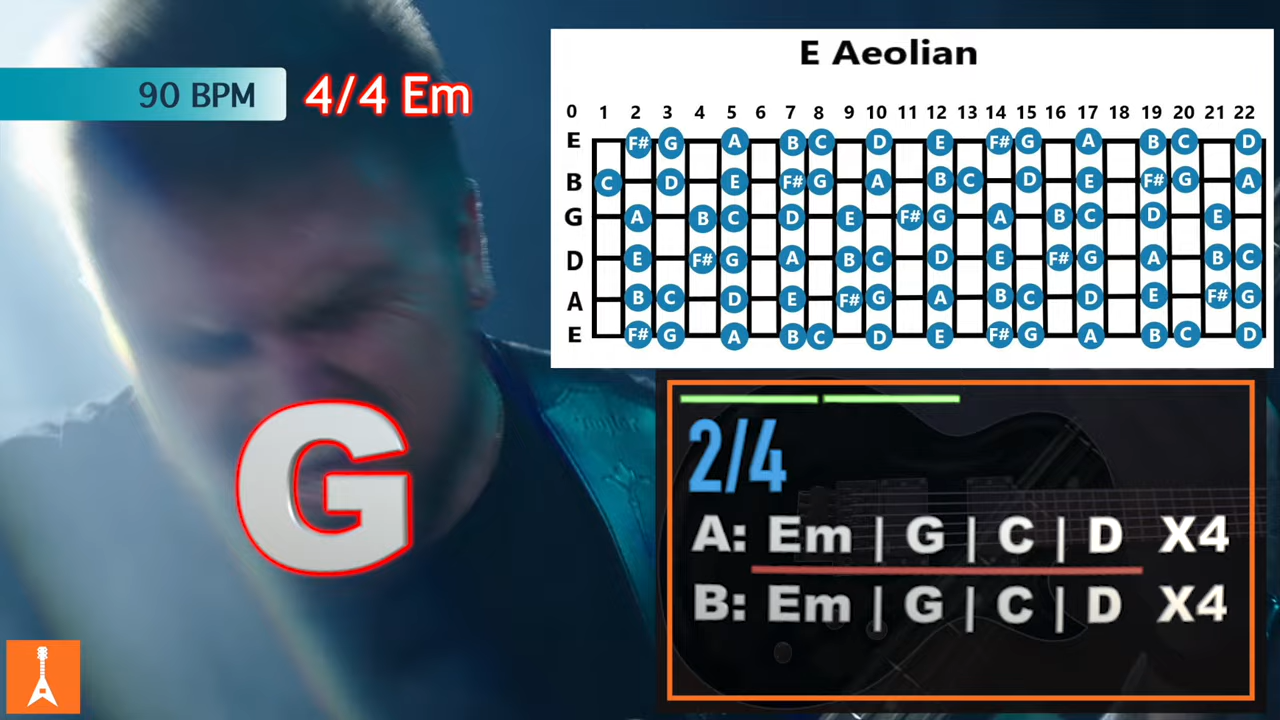 90 BPM 4/4 Em
E Aeolian
0 1 2 3 4 5 6 7 8 9 10 11 12 13 14 15 16 17 18 19 20 21 22
E F# G A B C D E F# G A B C D
B C D E F# G A B C D E F# G A
G A B C D E F# G A B C D E
D E F# G A B C D E F# G A B C
A B C D E F# G A B C D E F# G
E F# G A B C D E F# G A B C D
G
2/4
A: Em | G | C | D X4
B: Em | G | C | D X4